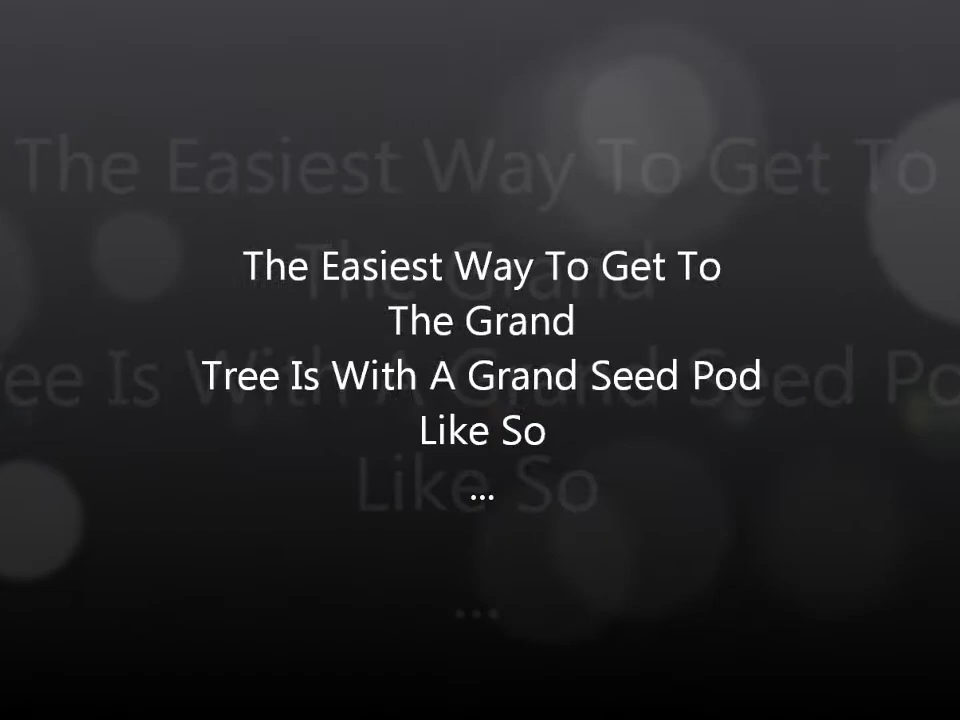 The Easiest Way To Get To
The Grand
Tree Is With A Grand Seed Pod
Like So
...